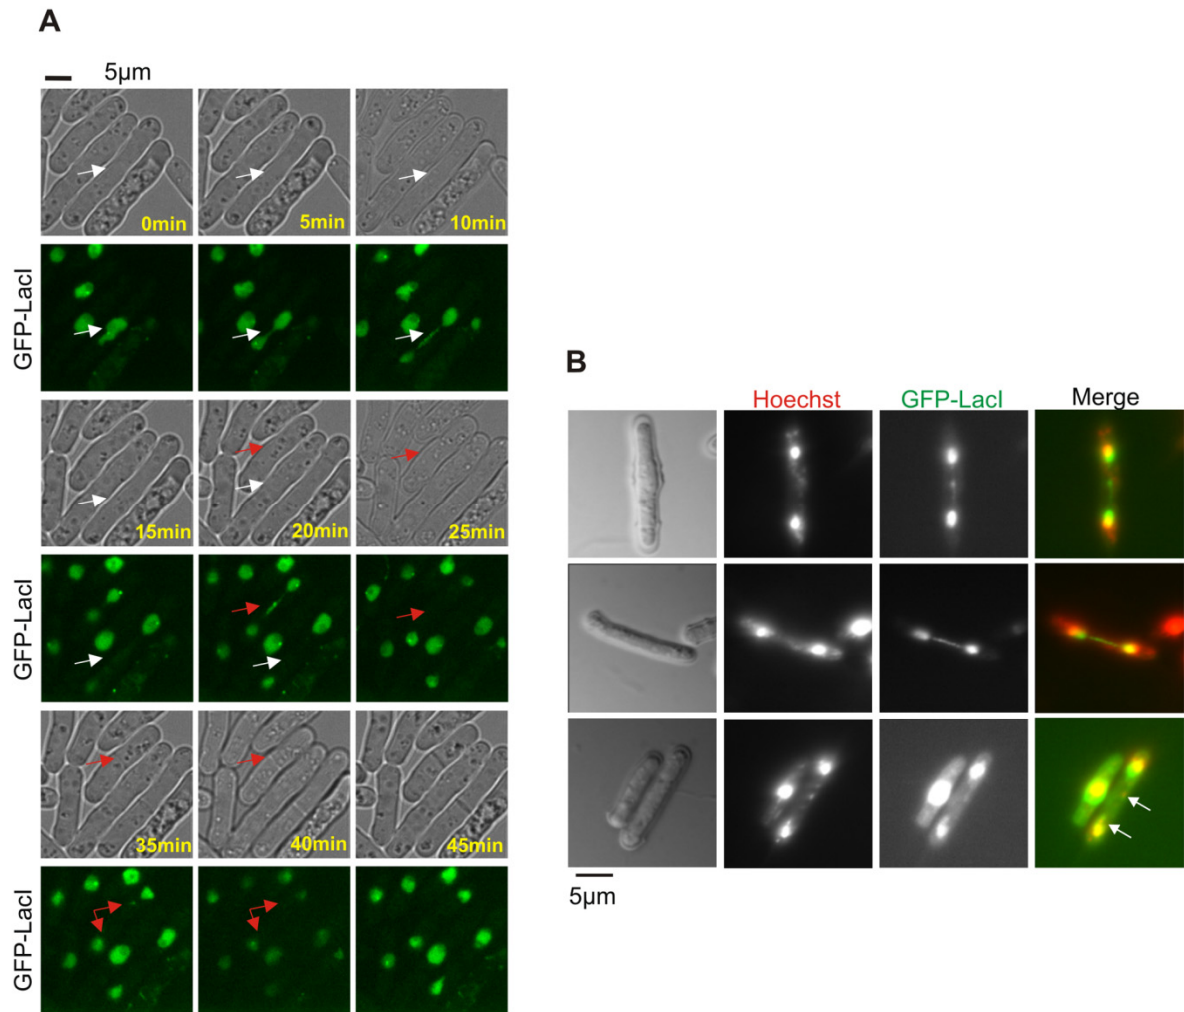 A
5μm
0min 5min 10min
GFP-LacI
15min 20min 25min
GFP-LacI
35min 40min 45min
GFP-LacI
B
Hoechst GFP-LacI Merge
5μm